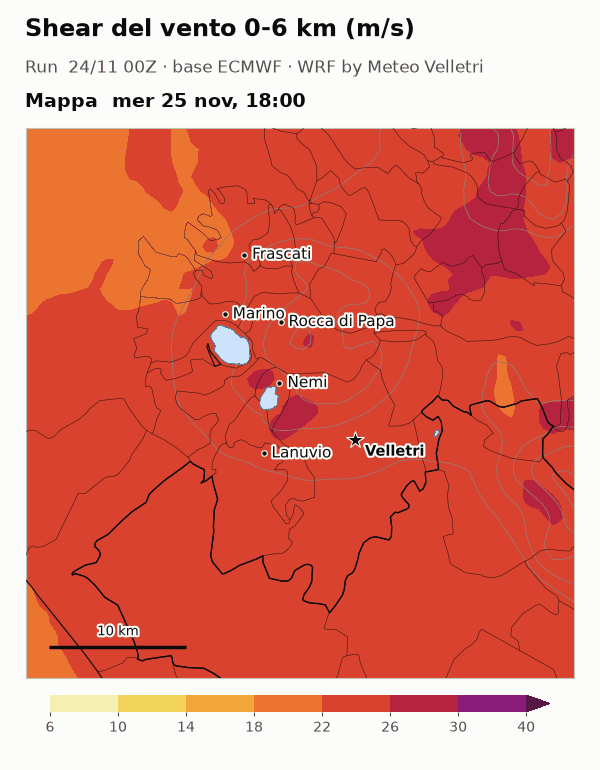 Shear del vento 0-6 km (m/s)
Run  24/11 00Z · base ECMWF · WRF by Meteo Velletri
Mappa  mer 25 nov, 18:00
Frascati
Marino
Rocca di Papa
Nemi
Velletri
Lanuvio
10 km
6 10 14 18 22 26 30 40